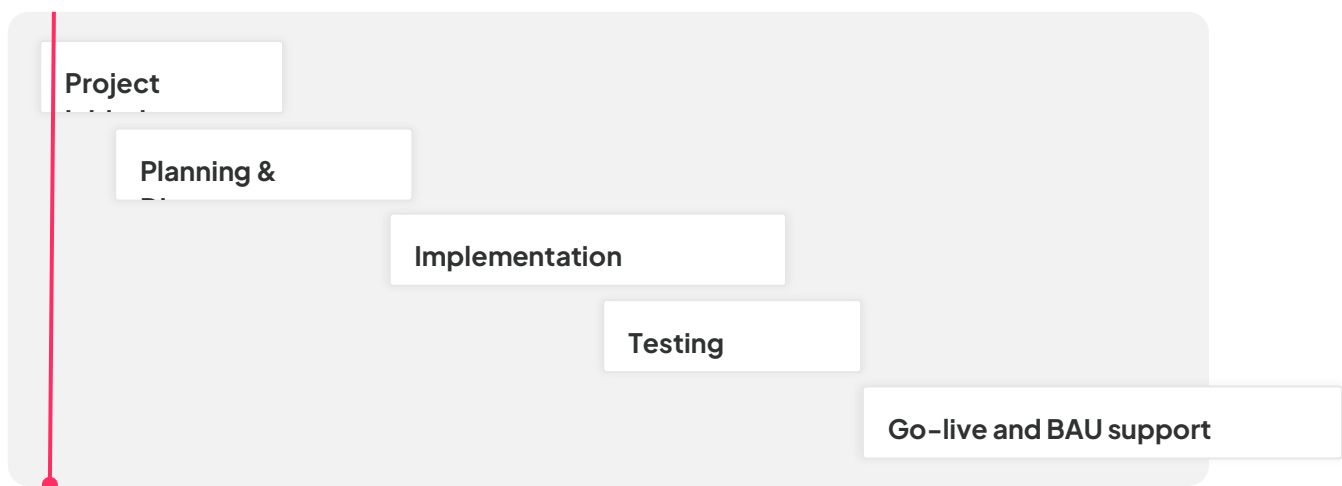 Project
Planning &
Implementation
Testing
Go-live and BAU support